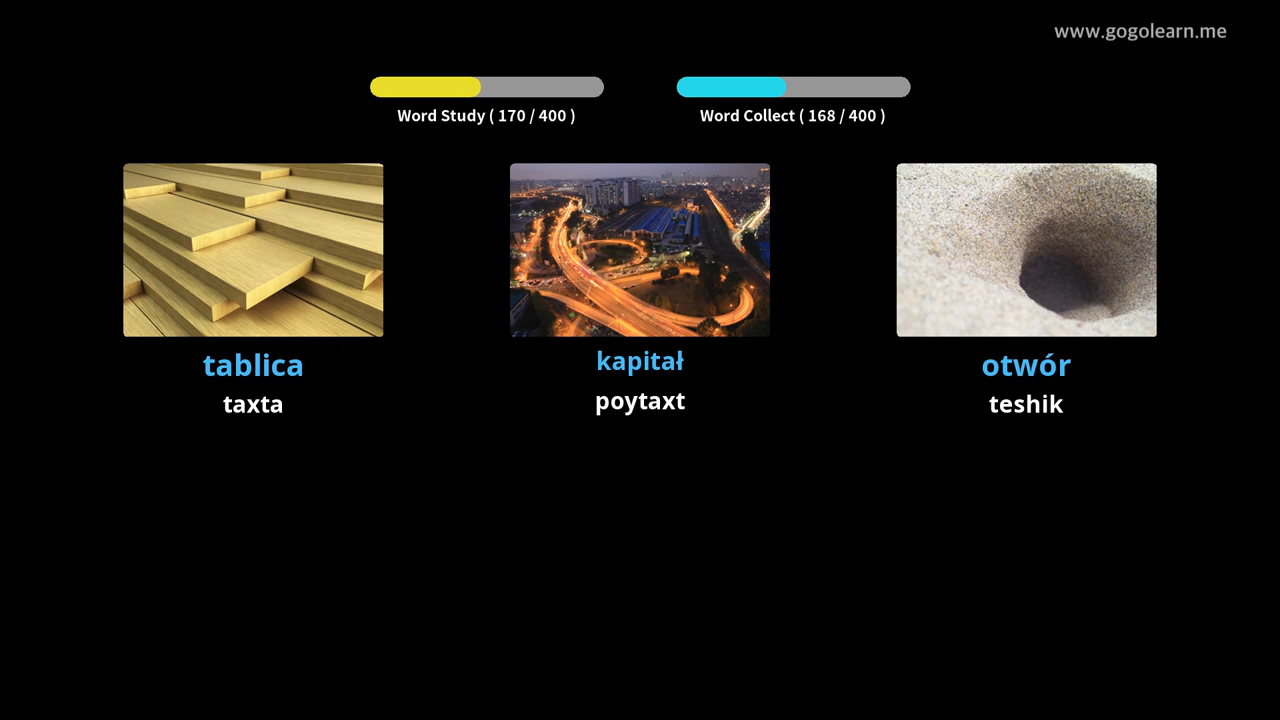 www.gogolearn.me
Word Study ( 170 / 400 )
Word Collect ( 168 / 400 )
tablica
taxta
kapitał
poytaxt
otwór
teshik